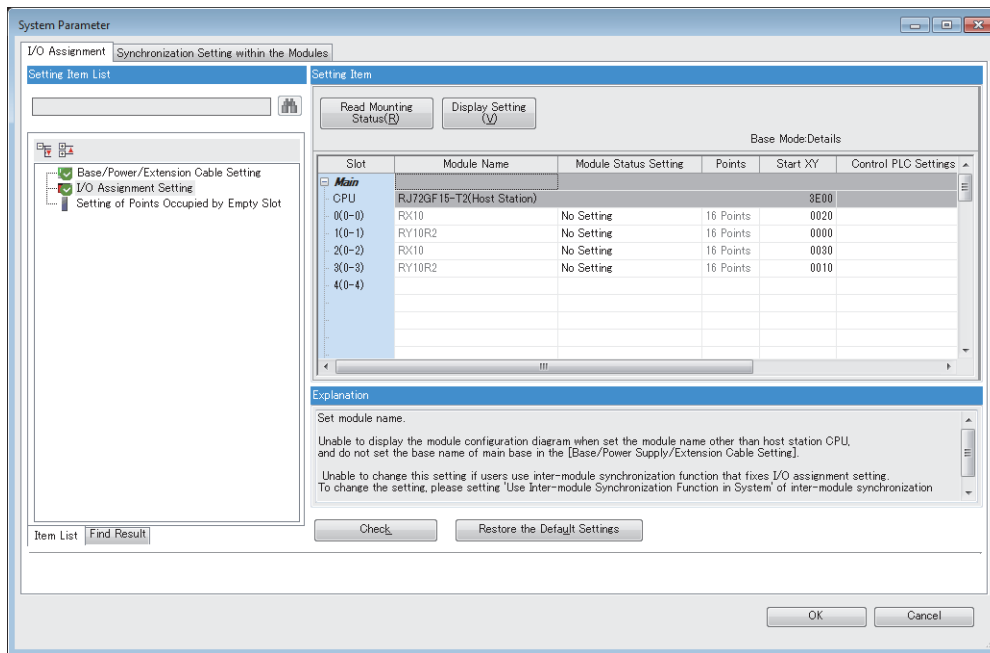 System Parameter
I/O Assignment Synchronization Setting within the Modules
Setting Item List
Setting Item
Read Mounting
Status(R)
Display Setting
(V)
Base Mode:Details
Base/Power/Extension Cable Setting
I/O Assignment Setting
Setting of Points Occupied by Empty Slot
Slot Module Name Module Status Setting Points Start XY Control PLC Settings
Main
CPU RJ72GF15-T2(Host Station) 3E00
0(0-0) RX10 No Setting 16 Points 0020
1(0-1) RY10R2 No Setting 16 Points 0000
2(0-2) RX10 No Setting 16 Points 0030
3(0-3) RY10R2 No Setting 16 Points 0010
4(0-4)
Explanation
Set module name.
Unable to display the module configuration diagram when set the module name other than host station CPU,
and do not set the base name of main base in the [Base/Power Supply/Extension Cable Setting].
Unable to change this setting if users use inter-module synchronization function that fixes I/O assignment setting.
To change the setting, please setting 'Use Inter-module Synchronization Function in System' of inter-module synchronization
Item List Find Result
Check
Restore the Default Settings
OK Cancel